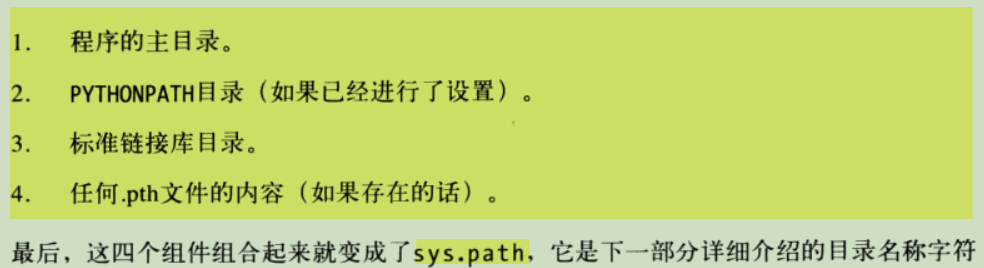 1. 程序的主目录。
2. PYTHONPATH目录（如果已经进行了设置）。
3. 标准链接库目录。
4. 任何.pth文件的内容（如果存在的话）。
最后，这四个组件组合起来就变成了sys.path，它是下一部分详细介绍的目录名称字符